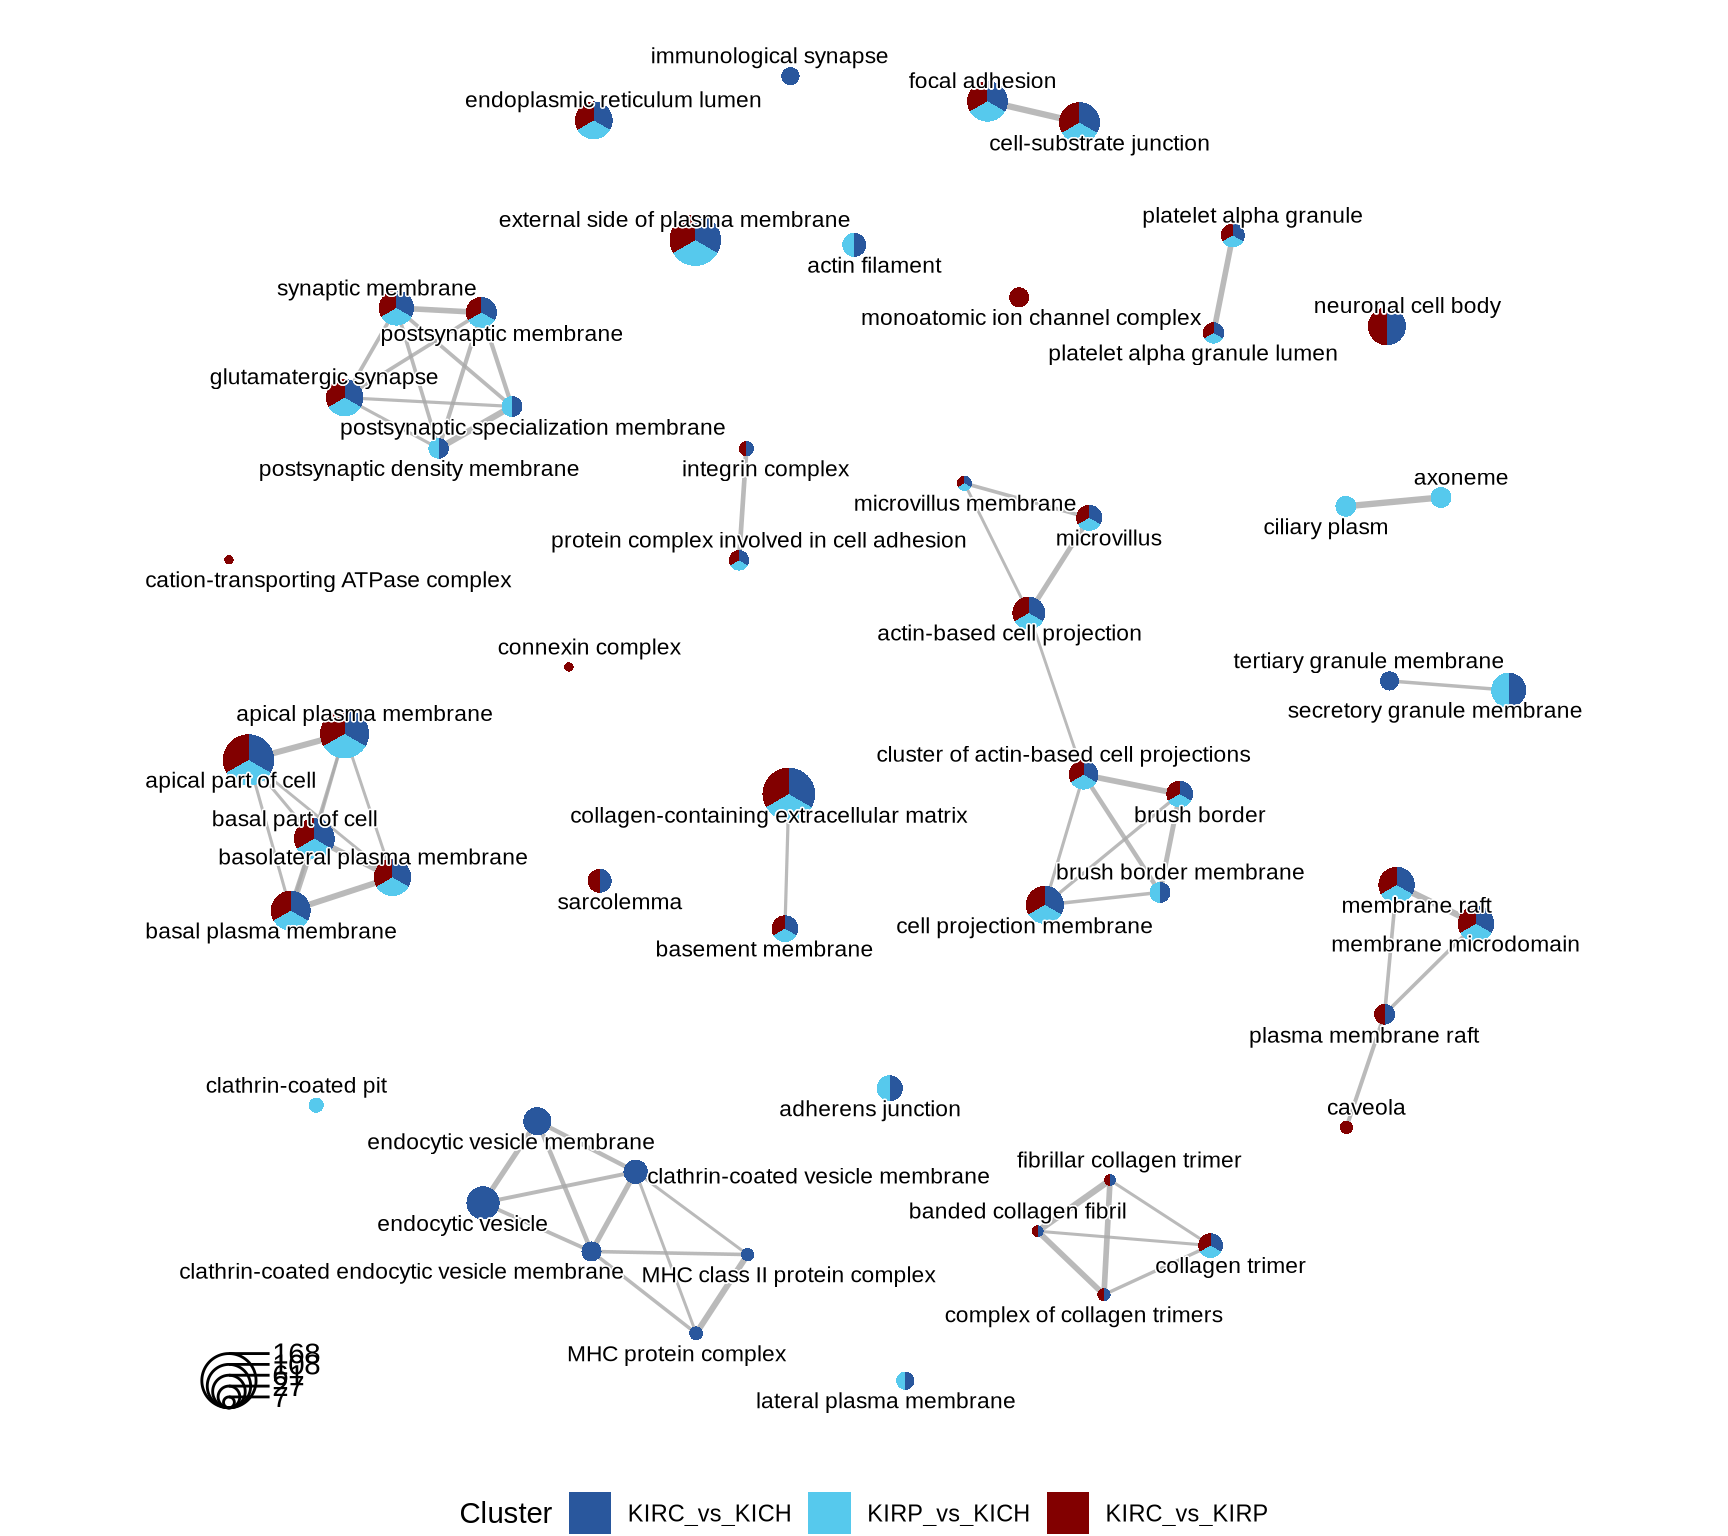 immunological synapse
focal adhesion
endoplasmic reticulum lumen
cell-substrate junction
external side of plasma membrane
platelet alpha granule
actin filament
synaptic membrane
neuronal cell body
monoatomic ion channel complex
postsynaptic membrane
platelet alpha granule lumen
glutamatergic synapse
postsynaptic specialization membrane
postsynaptic density membrane
integrin complex
axoneme
microvillus membrane
ciliary plasm
microvillus
protein complex involved in cell adhesion
cation-transporting ATPase complex
actin-based cell projection
connexin complex
tertiary granule membrane
secretory granule membrane
apical plasma membrane
cluster of actin-based cell projections
apical part of cell
collagen-containing extracellular matrix
brush border
basal part of cell
basolateral plasma membrane
brush border membrane
sarcolemma
membrane raft
cell projection membrane
basal plasma membrane
membrane microdomain
basement membrane
plasma membrane raft
clathrin-coated pit
adherens junction
caveola
endocytic vesicle membrane
fibrillar collagen trimer
clathrin-coated vesicle membrane
banded collagen fibril
endocytic vesicle
collagen trimer
clathrin-coated endocytic vesicle membrane
MHC class II protein complex
complex of collagen trimers
MHC protein complex
lateral plasma membrane
168
108
61
27
7
Cluster KIRC_vs_KICH KIRP_vs_KICH KIRC_vs_KIRP